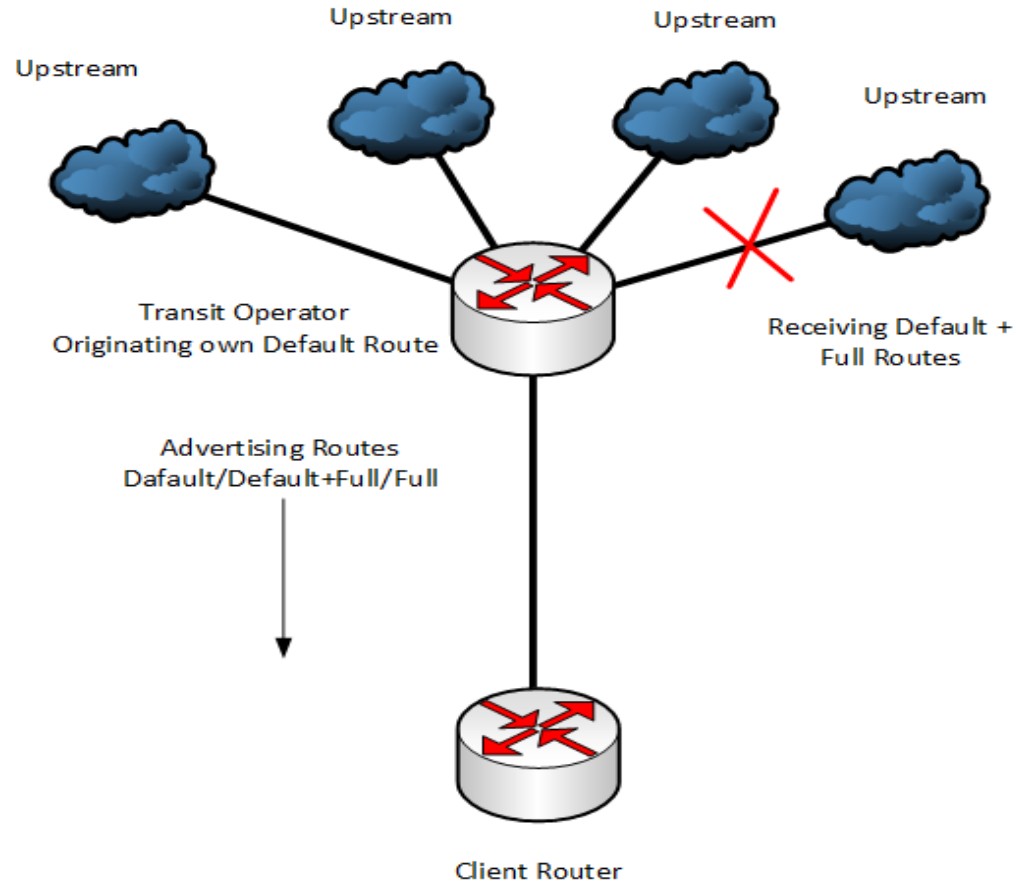 Upstream
Upstream
Upstream
Upstream
Transit Operator
Originating own Default Route
Receiving Default +
Full Routes
Advertising Routes
Dafault/Default+Full/Full
Client Router